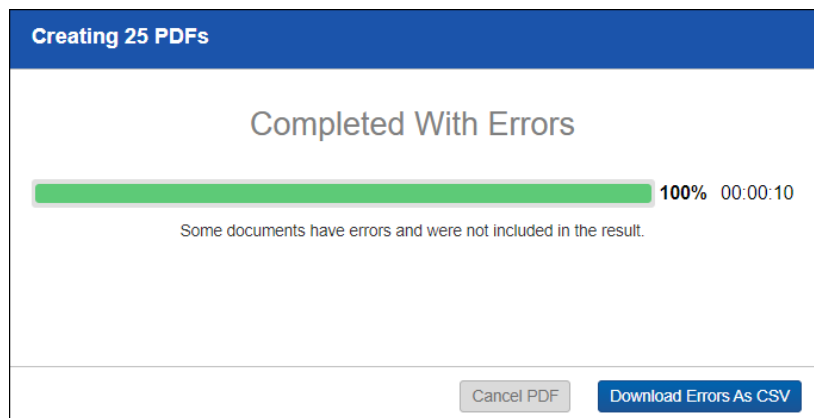 Creating 25 PDFs
Completed With Errors
100% 00:00:10
Some documents have errors and were not included in the result.
Cancel PDF Download Errors As CSV